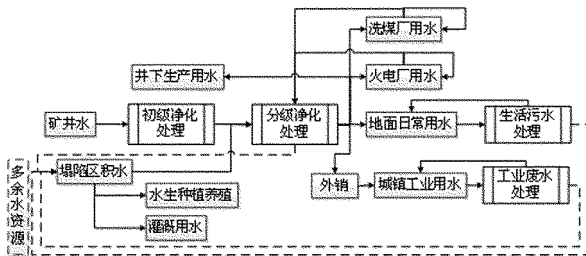 洗煤厂用水
井下生产用水
火电厂用水
矿井水
初级净化
处理
分级净化
处理
地面日常用水
生活污水
处理
多余水资源
塌陷区积水
外销
城镇工业用水
工业废水
处理
水生种植养殖
灌溉用水